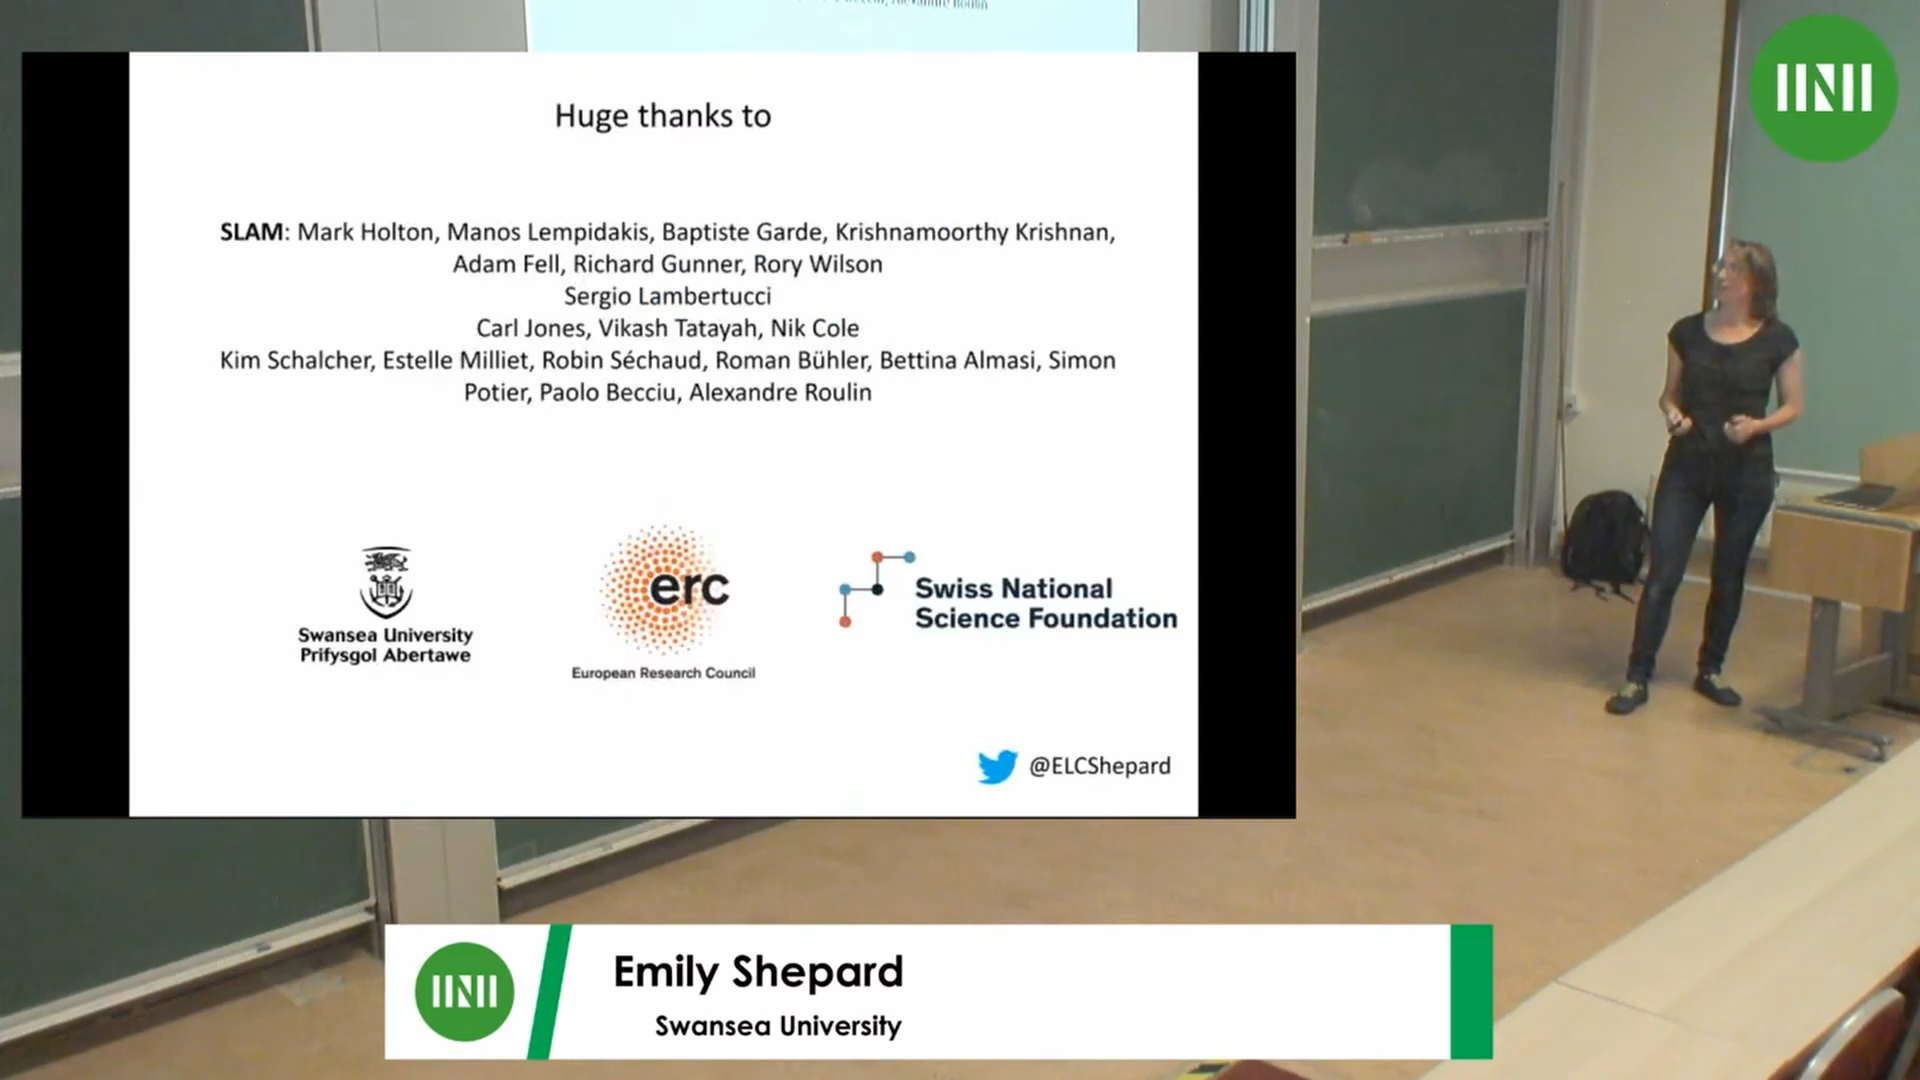 Huge thanks to
SLAM: Mark Holton, Manos Lempidakis, Baptiste Garde, Krishnamoorthy Krishnan,
Adam Fell, Richard Gunner, Rory Wilson
Sergio Lambertucci
Carl Jones, Vikash Tatayah, Nik Cole
Kim Schalcher, Estelle Milliet, Robin Séchaud, Roman Bühler, Bettina Almasi, Simon
Potier, Paolo Becciu, Alexandre Roulin
Swansea University
Prifysgol Abertawe
erc
European Research Council
Swiss National
Science Foundation
@ELCShepard
Emily Shepard
Swansea University